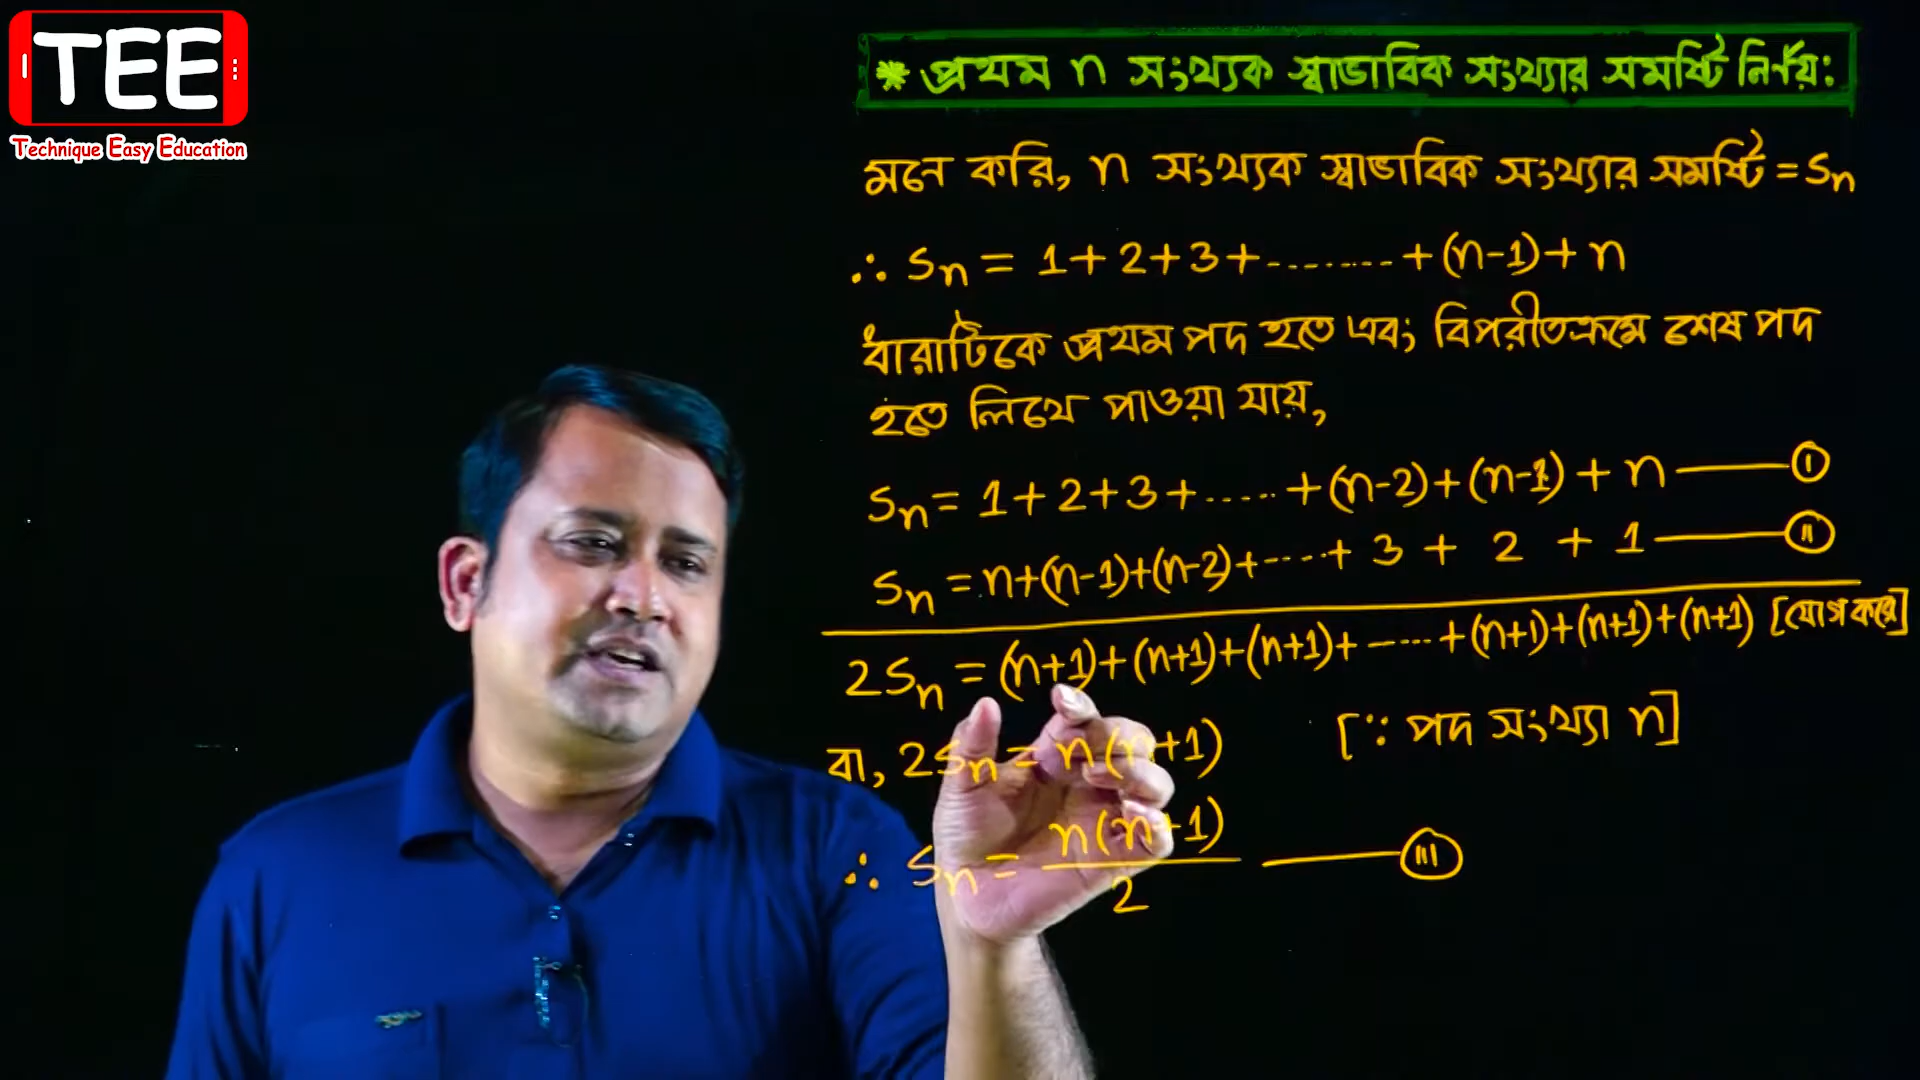 TEE
Technique Easy Education
* প্রথম n সংখ্যক স্বাভাবিক সংখ্যার সমষ্টি নির্ণয়:
মনে করি, n সংখ্যক স্বাভাবিক সংখ্যার সমষ্টি = Sn
∴ Sn = 1+2+3+........+(n-1)+n
ধারাটিকে প্রথম পদ হতে এবং বিপরীতক্রমে শেষ পদ
হতে লিখে পাওয়া যায়,
Sn = 1+2+3+.....+(n-2)+(n-1)+n —— (I)
Sn = n+(n-1)+(n-2)+.....+3+2+1 —— (II)
2Sn = (n+1)+(n+1)+(n+1)+.....+(n+1)+(n+1)+(n+1) [যোগ করে]
বা, 2Sn = n(n+1) [∵ পদ সংখ্যা n]
∴ Sn = n(n+1)/2 —— (III)